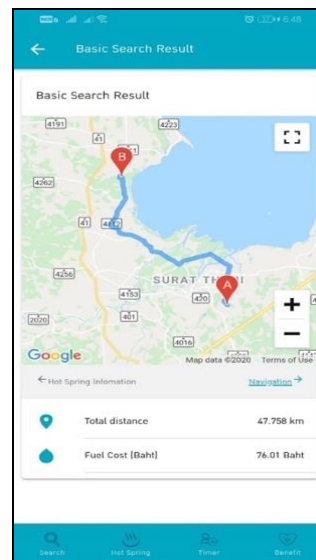 6:48
Basic Search Result
Basic Search Result
4191
4223
41
B
4262
41
4256
SURAT
A
4153
420
2020
401
4016
Google
Map data ©2020 Terms of Use
Hot Spring Infomation
Navigation
Total distance 47.758 km
Fuel Cost [Baht] 76.01 Baht
Search Hot Spring Timer Benefit